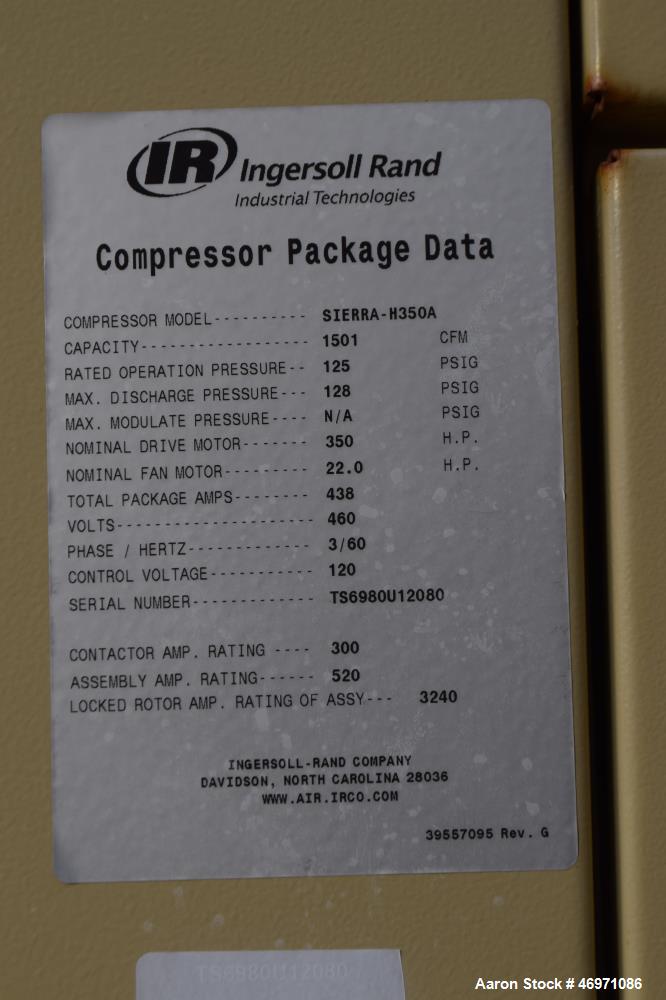 IR Ingersoll Rand
Industrial Technologies
Compressor Package Data
COMPRESSOR MODEL---------- SIERRA-H350A
CAPACITY------------------ 1501 CFM
RATED OPERATION PRESSURE-- 125 PSIG
MAX. DISCHARGE PRESSURE--- 128 PSIG
MAX. MODULATE PRESSURE---- N/A PSIG
NOMINAL DRIVE MOTOR------- 350 H.P.
NOMINAL FAN MOTOR--------- 22.0 H.P.
TOTAL PACKAGE AMPS-------- 438
VOLTS--------------------- 460
PHASE / HERTZ------------- 3/60
CONTROL VOLTAGE----------- 120
SERIAL NUMBER------------- TS6980U12080
CONTACTOR AMP. RATING ---- 300
ASSEMBLY AMP. RATING------ 520
LOCKED ROTOR AMP. RATING OF ASSY--- 3240
INGERSOLL-RAND COMPANY
DAVIDSON, NORTH CAROLINA 28036
WWW.AIR.IRCO.COM
39557095 Rev. G
TS6980U12080
Aaron Stock # 46971086